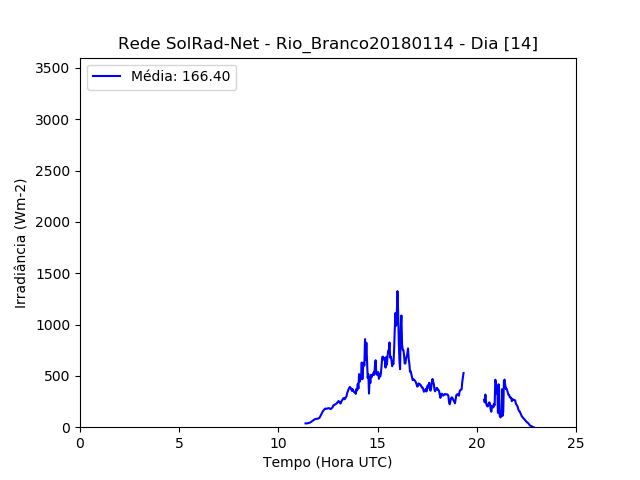 Rede SolRad-Net - Rio_Branco20180114 - Dia [14]
Média: 166.40
Irradiância (Wm-2)
3500
3000
2500
2000
1500
1000
500
0
0 5 10 15 20 25
Tempo (Hora UTC)